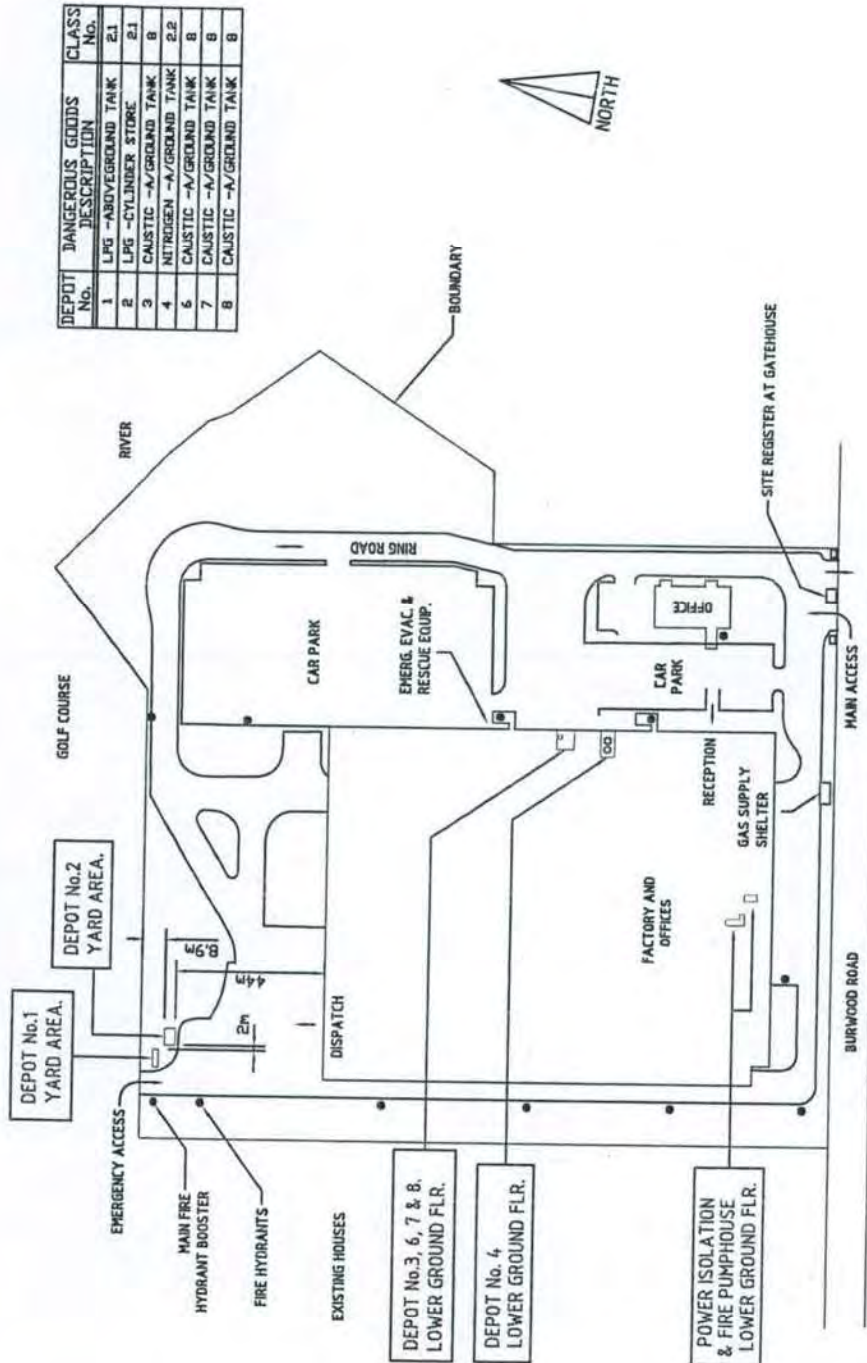 DEPOT No. DANGEROUS GOODS DESCRIPTION CLASS No.
1 LPG -ABOVEGROUND TANK 2.1
2 LPG -CYLINDER STORE 2.1
3 CAUSTIC -A/GROUND TANK 8
4 NITROGEN -A/GROUND TANK 2.2
6 CAUSTIC -A/GROUND TANK 8
7 CAUSTIC -A/GROUND TANK 8
8 CAUSTIC -A/GROUND TANK 8
NORTH
RIVER
BOUNDARY
GOLF COURSE
RING ROAD
CAR PARK
EMERG. EVAC. &
RESCUE EQUIP.
OFFICE
CAR
PARK
SITE REGISTER AT GATEHOUSE
MAIN ACCESS
RECEPTION
GAS SUPPLY
SHELTER
FACTORY AND
OFFICES
BURWOOD ROAD
DEPOT No.2
YARD AREA.
DEPOT No.1
YARD AREA.
8.9m
44m
2m
DISPATCH
EMERGENCY ACCESS
MAIN FIRE
HYDRANT BOOSTER
FIRE HYDRANTS
EXISTING HOUSES
DEPOT No.3, 6, 7 & 8.
LOWER GROUND FLR.
DEPOT No. 4
LOWER GROUND FLR.
POWER ISOLATION
& FIRE PUMPHOUSE
LOWER GROUND FLR.